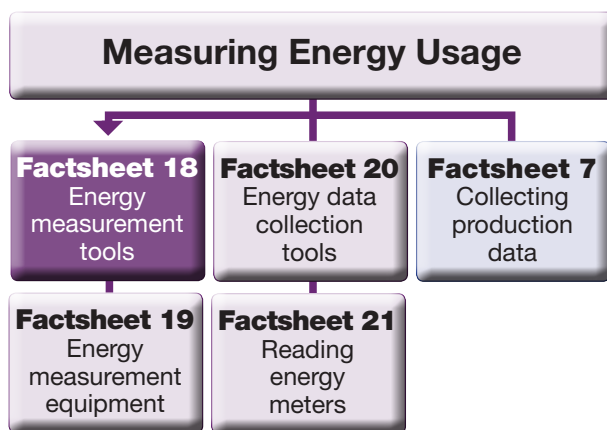 Measuring Energy Usage
Factsheet 18
Energy
measurement
tools
Factsheet 20
Energy data
collection
tools
Factsheet 7
Collecting
production
data
Factsheet 19
Energy
measurement
equipment
Factsheet 21
Reading
energy
meters